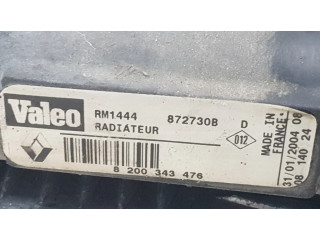 Valeo
RM1444 872730B D
RADIATEUR
D12
8 200 343 476
MADE IN
FRANCE
31/01/2004 08
08 140 24